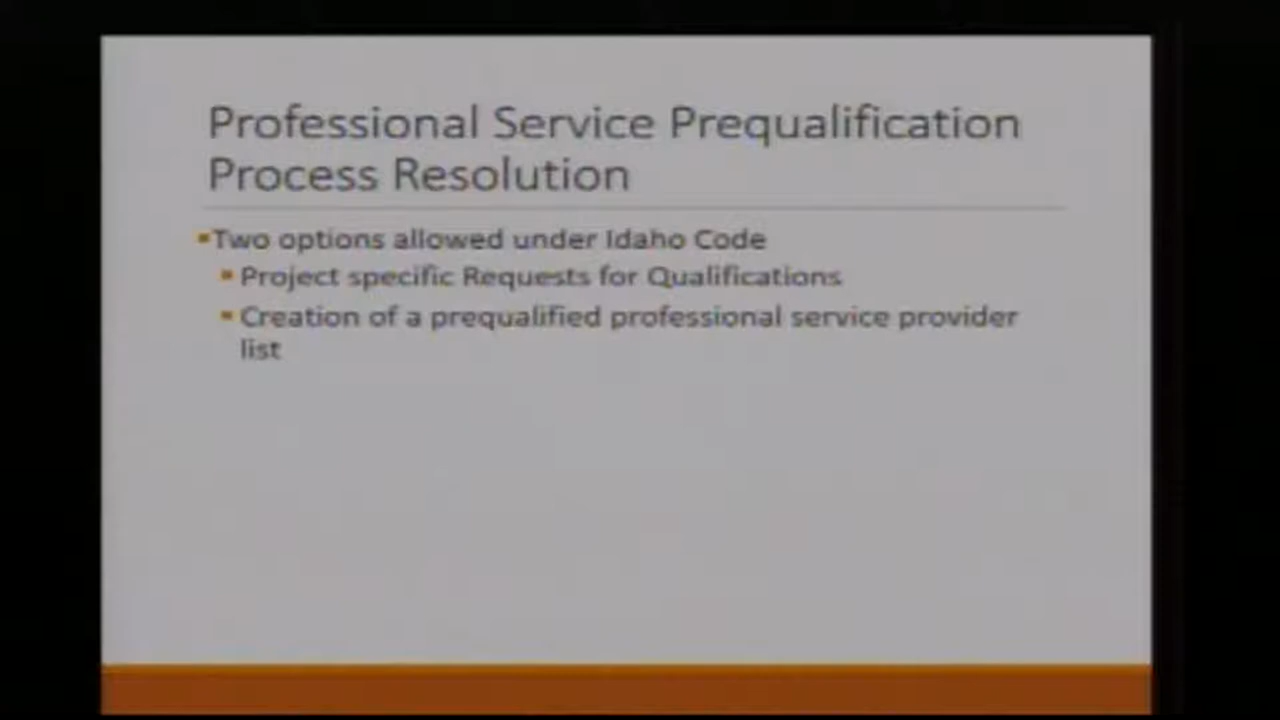 Professional Service Prequalification
Process Resolution
▪Two options allowed under Idaho Code
▪Project specific Requests for Qualifications
▪Creation of a prequalified professional service provider
list